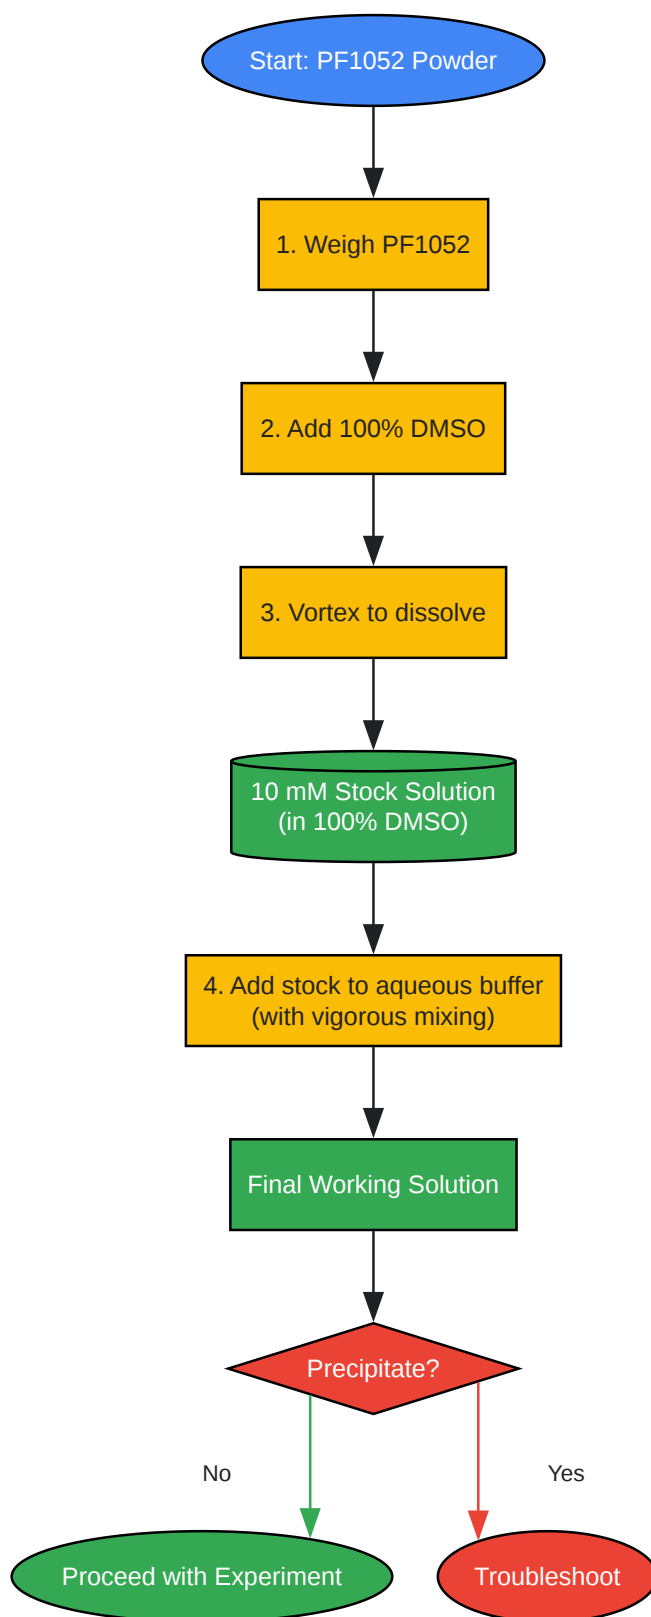 Start: PF1052 Powder
1. Weigh PF1052
2. Add 100% DMSO
3. Vortex to dissolve
10 mM Stock Solution
(in 100% DMSO)
4. Add stock to aqueous buffer
(with vigorous mixing)
Final Working Solution
Precipitate?
No
Yes
Proceed with Experiment
Troubleshoot